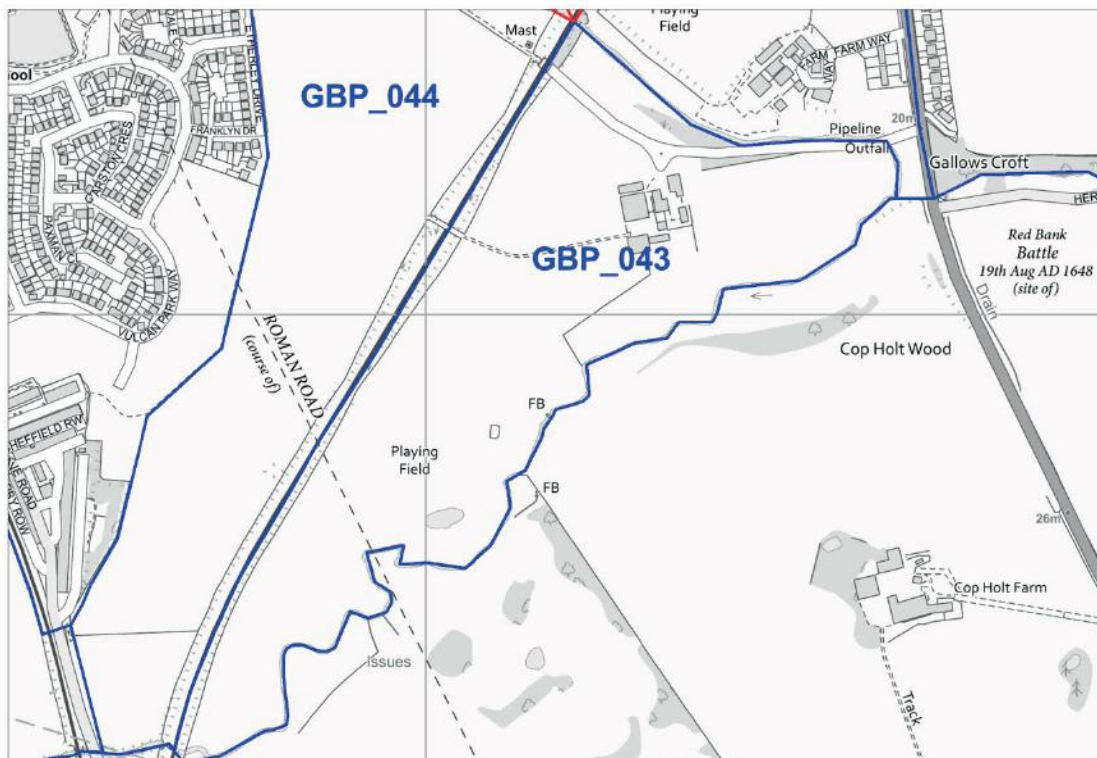 Playing
Field
Mast
FARM WAY
FARM
WAY
GBP_044
FRANKLYN DR
20m
Pipeline
Outfall
Gallows Croft
CARSTON CRES
PAXMAN C
HER
Red Bank
Battle
19th Aug AD 1648
(site of)
GBP_043
Drain
VULCAN PARK WAY
ROMAN ROAD
(course of)
Cop Holt Wood
FB
SHEFFIELD RW
Playing
Field
FB
26m
Cop Holt Farm
Issues
Track